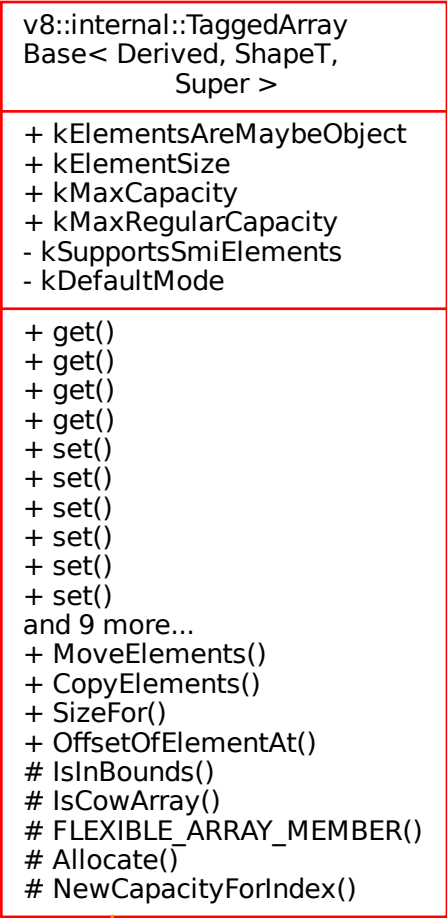 v8::internal::TaggedArray
Base< Derived, ShapeT,
Super >
+ kElementsAreMaybeObject
+ kElementSize
+ kMaxCapacity
+ kMaxRegularCapacity
- kSupportsSmiElements
- kDefaultMode
+ get()
+ get()
+ get()
+ get()
+ set()
+ set()
+ set()
+ set()
+ set()
+ set()
and 9 more...
+ MoveElements()
+ CopyElements()
+ SizeFor()
+ OffsetOfElementAt()
# IsInBounds()
# IsCowArray()
# FLEXIBLE_ARRAY_MEMBER()
# Allocate()
# NewCapacityForIndex()